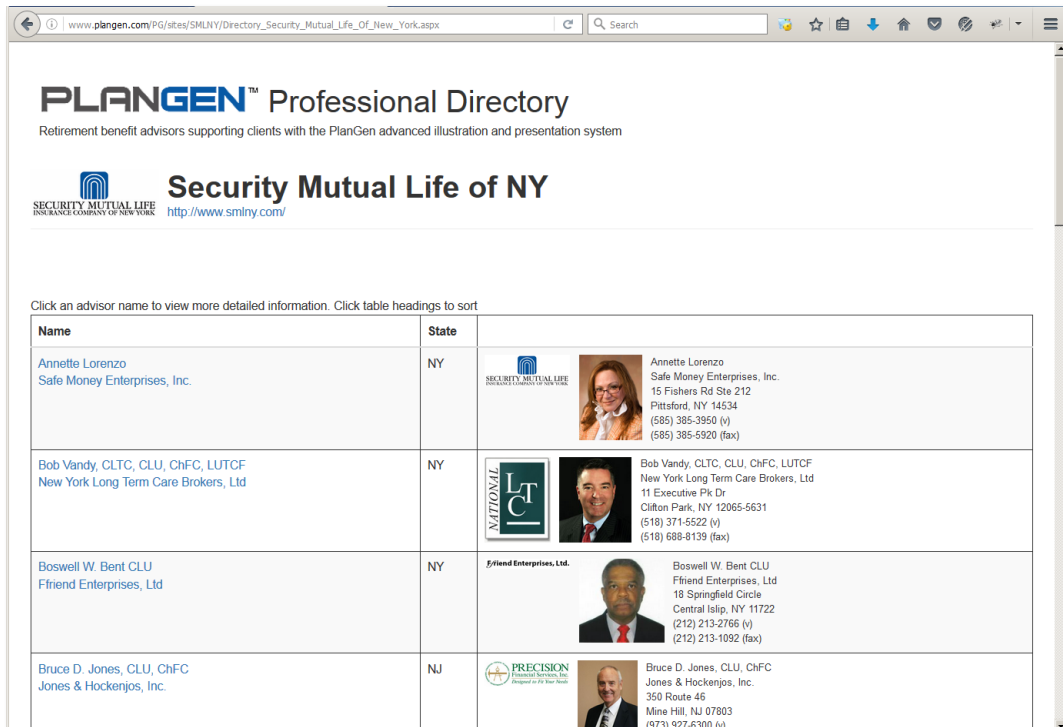 www.plangen.com/PG/sites/SMLNY/Directory_Security_Mutual_Life_Of_New_York.aspx
Search
PLANGEN™ Professional Directory
Retirement benefit advisors supporting clients with the PlanGen advanced illustration and presentation system
SECURITY MUTUAL LIFE
INSURANCE COMPANY OF NEW YORK
Security Mutual Life of NY
http://www.smlny.com/
Click an advisor name to view more detailed information. Click table headings to sort
Name
State
Annette Lorenzo
Safe Money Enterprises, Inc.
NY
SECURITY MUTUAL LIFE
INSURANCE COMPANY OF NEW YORK
Annette Lorenzo
Safe Money Enterprises, Inc.
15 Fishers Rd Ste 212
Pittsford, NY 14534
(585) 385-3950 (v)
(585) 385-5920 (fax)
Bob Vandy, CLTC, CLU, ChFC, LUTCF
New York Long Term Care Brokers, Ltd
NY
NATIONAL
LTC
Bob Vandy, CLTC, CLU, ChFC, LUTCF
New York Long Term Care Brokers, Ltd
11 Executive Pk Dr
Clifton Park, NY 12065-5631
(518) 371-5522 (v)
(518) 688-8139 (fax)
Boswell W. Bent CLU
Ffriend Enterprises, Ltd
NY
Ffriend Enterprises, Ltd.
Boswell W. Bent CLU
Ffriend Enterprises, Ltd
18 Springfield Circle
Central Islip, NY 11722
(212) 213-2766 (v)
(212) 213-1092 (fax)
Bruce D. Jones, CLU, ChFC
Jones & Hockenjos, Inc.
NJ
PRECISION
Financial Services, Inc.
Designed to Fit Your Needs
Bruce D. Jones, CLU, ChFC
Jones & Hockenjos, Inc.
350 Route 46
Mine Hill, NJ 07803
(973) 927-6300 (v)